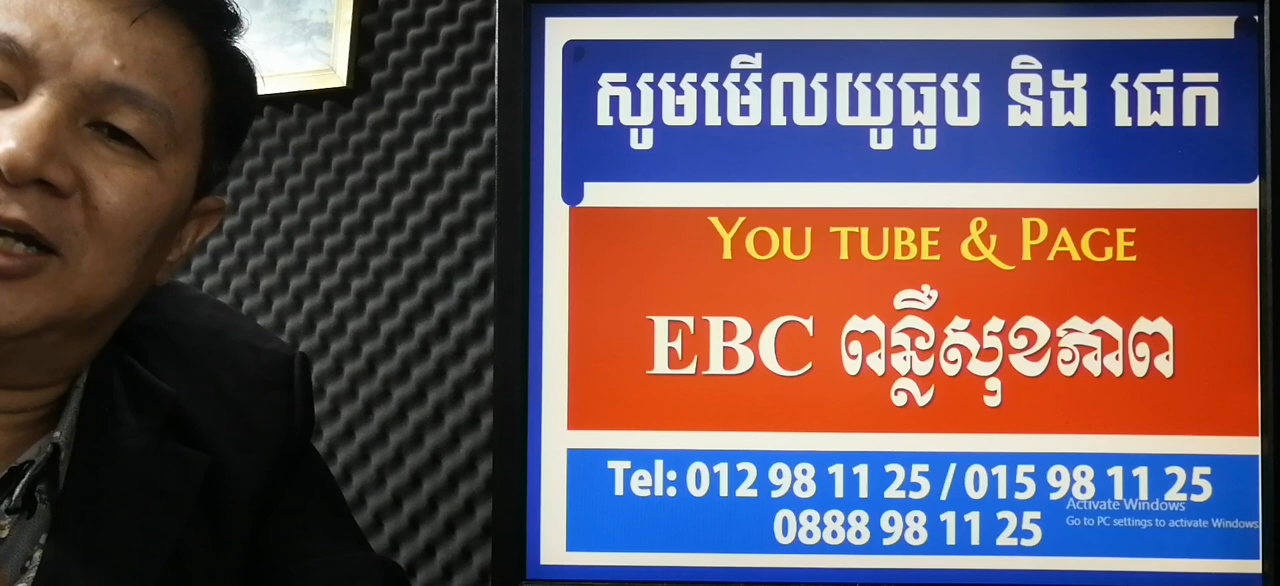 សូមមើលយូធូប និង ផេក
YOU TUBE & PAGE
EBC ពន្លឺសុខភាព
Tel: 012 98 11 25 / 015 98 11 25
0888 98 11 25
Activate Windows
Go to PC settings to activate Windows